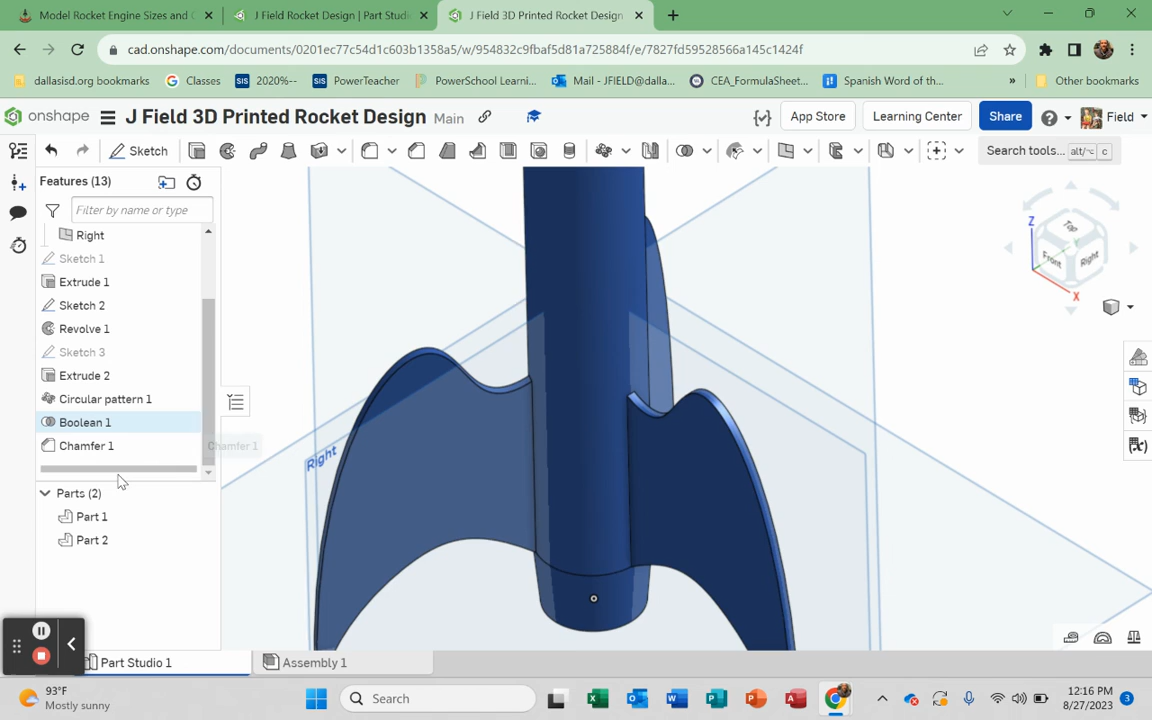 Model Rocket Engine Sizes and C
J Field Rocket Design | Part Studi
J Field 3D Printed Rocket Design
cad.onshape.com/documents/0201ec77c54d1c603b1358a5/w/954832c9fbaf5d81a725884f/e/7827fd59528566a145c1424f
dallasisd.org bookmarks
Classes
SIS
2020%--
SIS
PowerTeacher
PowerSchool Learni...
Mail - JFIELD@dalla...
CEA_FormulaSheet...
Spanish Word of th...
»
Other bookmarks
onshape
J Field 3D Printed Rocket Design
Main
App Store
Learning Center
Share
Field
Sketch
Search tools...
alt/⌥
c
Features (13)
Filter by name or type
Right
Sketch 1
Extrude 1
Sketch 2
Revolve 1
Sketch 3
Extrude 2
Circular pattern 1
Boolean 1
Chamfer 1
Chamfer 1
Parts (2)
Part 1
Part 2
Right
Z
Top
Front
Right
X
Part Studio 1
Assembly 1
93°F
Mostly sunny
Search
12:16 PM
8/27/2023
3